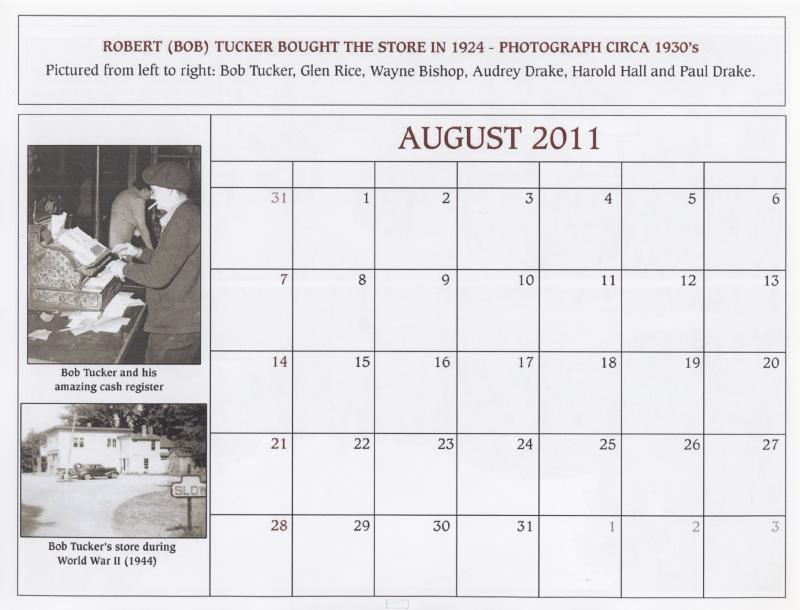 ROBERT (BOB) TUCKER BOUGHT THE STORE IN 1924 - PHOTOGRAPH CIRCA 1930's
Pictured from left to right: Bob Tucker, Glen Rice, Wayne Bishop, Audrey Drake, Harold Hall and Paul Drake.
AUGUST 2011
31 1 2 3 4 5 6
7 8 9 10 11 12 13
14 15 16 17 18 19 20
21 22 23 24 25 26 27
28 29 30 31 1 2 3
Bob Tucker and his
amazing cash register
SLOW
Bob Tucker's store during
World War II (1944)